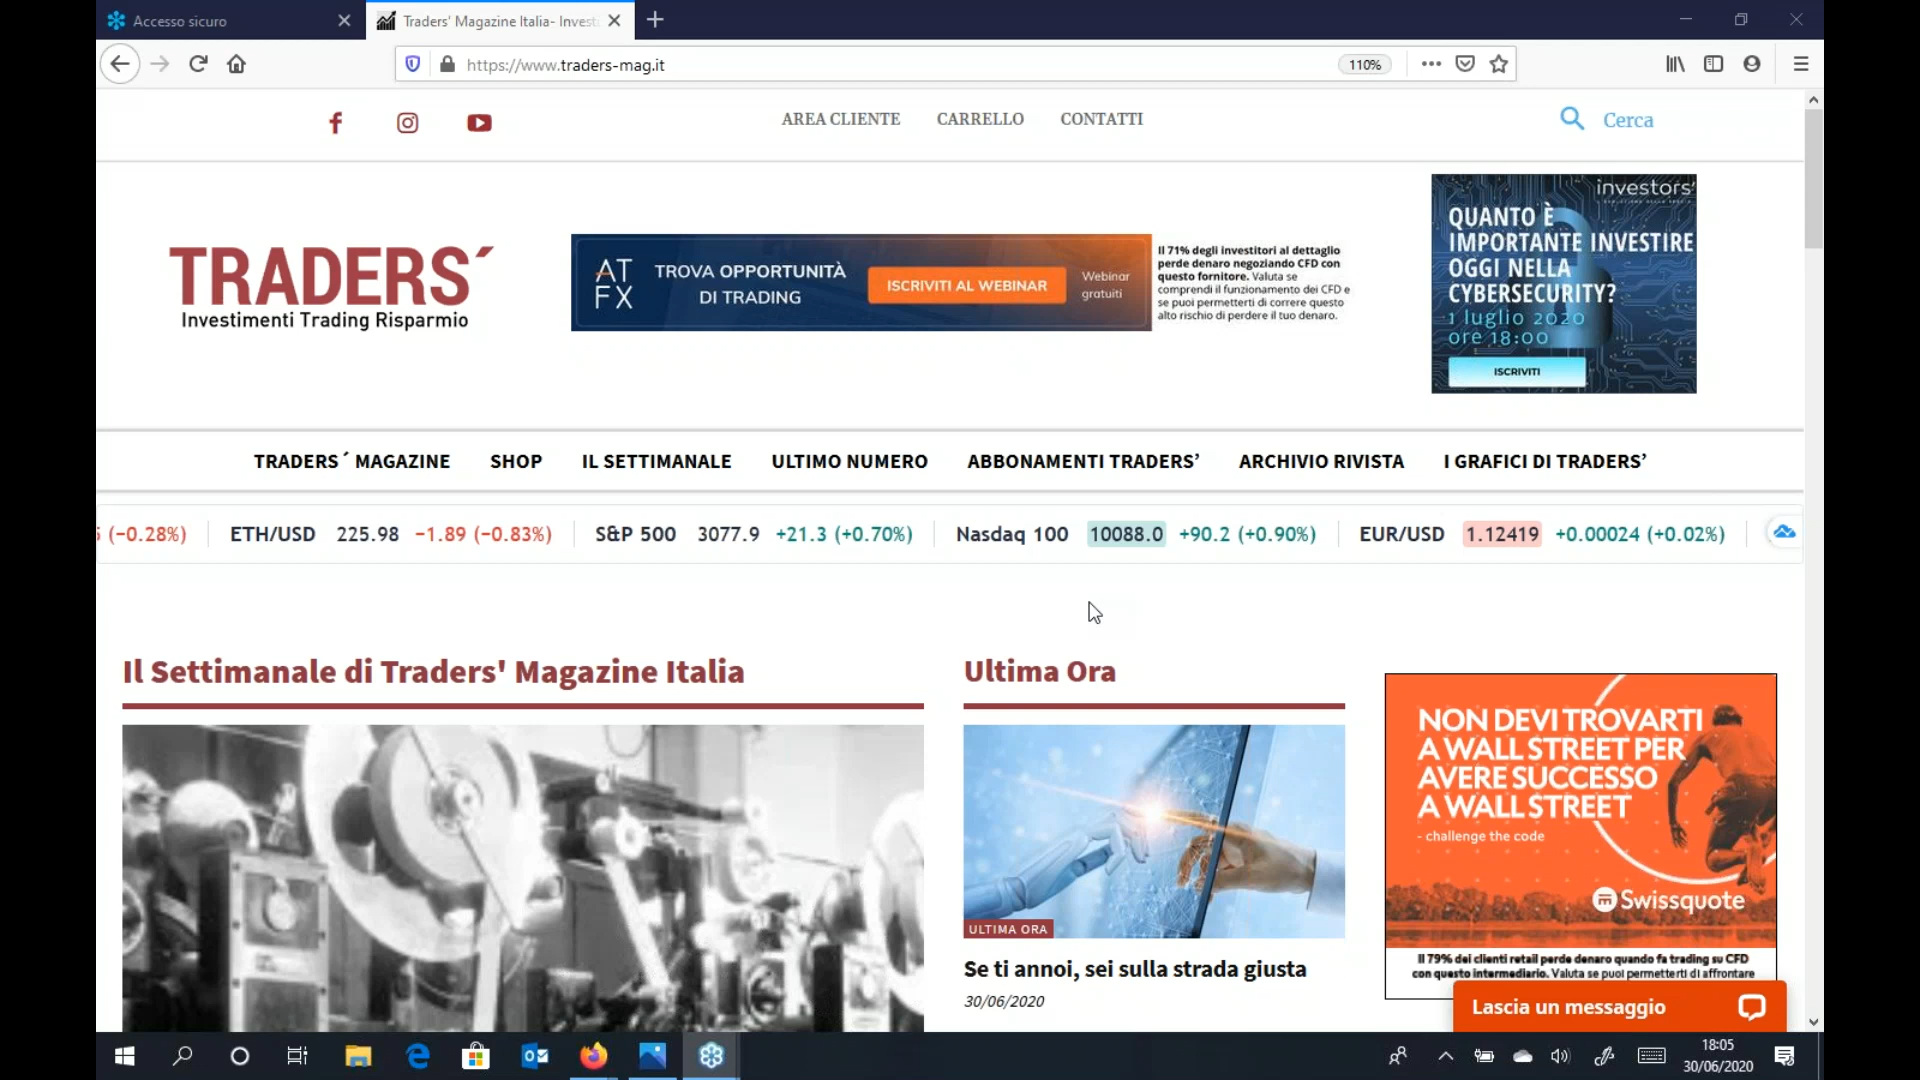 Accesso sicuro
Traders' Magazine Italia- Invest
https://www.traders-mag.it
110%
AREA CLIENTE CARRELLO CONTATTI
Cerca
TRADERS´
Investimenti Trading Risparmio
AT
FX
TROVA OPPORTUNITÀ
DI TRADING
ISCRIVITI AL WEBINAR
Webinar
gratuiti
Il 71% degli investitori al dettaglio
perde denaro negoziando CFD con
questo fornitore. Valuta se
comprendi il funzionamento dei CFD e
se puoi permetterti di correre questo
alto rischio di perdere il tuo denaro.
investors'
QUANTO È
IMPORTANTE INVESTIRE
OGGI NELLA
CYBERSECURITY?
1 luglio 2020
ore 18:00
ISCRIVITI
TRADERS´ MAGAZINE SHOP IL SETTIMANALE ULTIMO NUMERO ABBONAMENTI TRADERS’ ARCHIVIO RIVISTA I GRAFICI DI TRADERS’
(−0.28%) ETH/USD 225.98 −1.89 (−0.83%) S&P 500 3077.9 +21.3 (+0.70%) Nasdaq 100 10088.0 +90.2 (+0.90%) EUR/USD 1.12419 +0.00024 (+0.02%)
Il Settimanale di Traders' Magazine Italia
Ultima Ora
ULTIMA ORA
Se ti annoi, sei sulla strada giusta
30/06/2020
NON DEVI TROVARTI
A WALL STREET PER
AVERE SUCCESSO
A WALL STREET
- challenge the code
Swissquote
Il 79% dei clienti retail perde denaro quando fa trading su CFD
con questo intermediario. Valuta se puoi permetterti di affrontare
Lascia un messaggio
18:05
30/06/2020